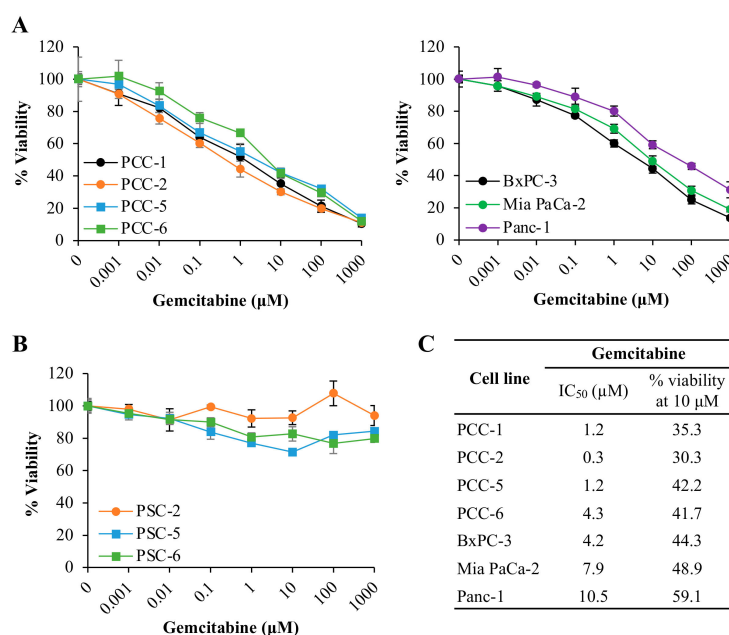 A
120
100
80
60
40
20
0
% Viability
PCC-1
PCC-2
PCC-5
PCC-6
0 0.001 0.01 0.1 1 10 100 1000
Gemcitabine (µM)
120
100
80
60
40
20
0
% Viability
BxPC-3
Mia PaCa-2
Panc-1
0 0.001 0.01 0.1 1 10 100 1000
Gemcitabine (µM)
B
120
100
80
60
40
20
0
% Viability
PSC-2
PSC-5
PSC-6
0 0.001 0.01 0.1 1 10 100 1000
Gemcitabine (µM)
C
Cell line
Gemcitabine
IC50 (µM)
% viability
at 10 µM
PCC-1 1.2 35.3
PCC-2 0.3 30.3
PCC-5 1.2 42.2
PCC-6 4.3 41.7
BxPC-3 4.2 44.3
Mia PaCa-2 7.9 48.9
Panc-1 10.5 59.1